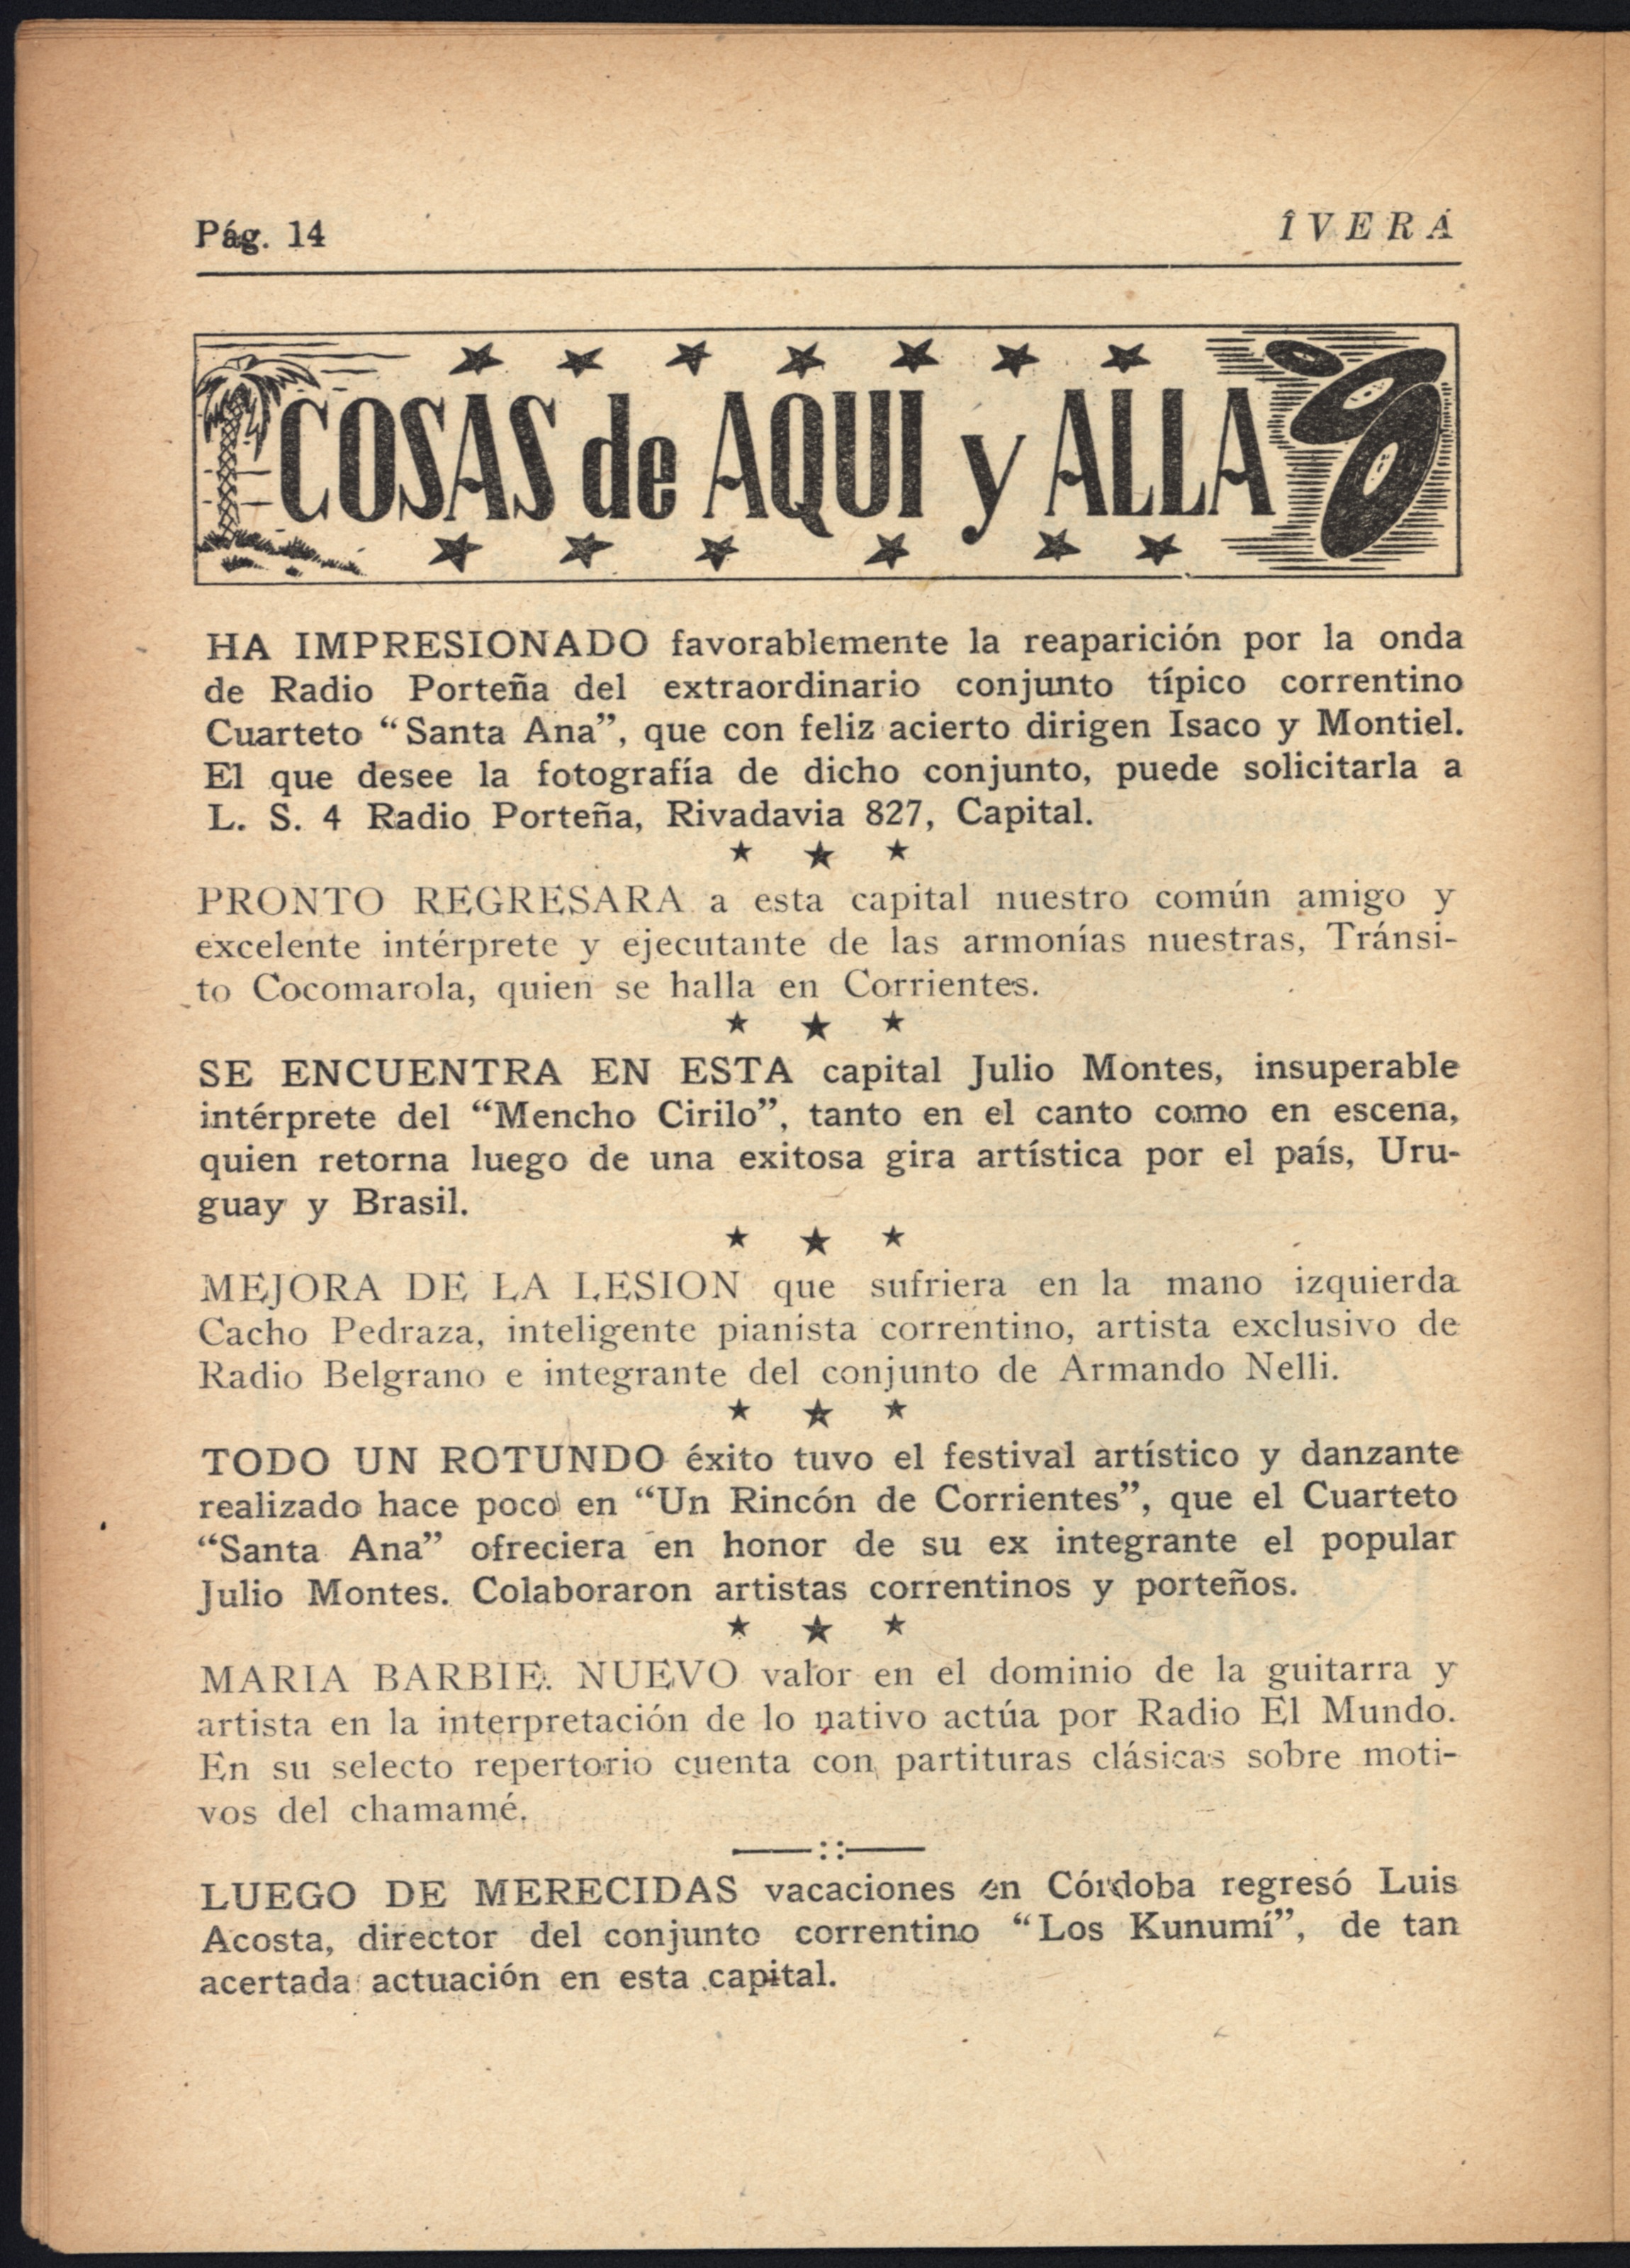 Pág. 14
ÎVERÁ
COSAS de AQUI y ALLA
HA IMPRESIONADO favorablemente la reaparición por la onda
de Radio Porteña del extraordinario conjunto típico correntino
Cuarteto “Santa Ana”, que con feliz acierto dirigen Isaco y Montiel.
El que desee la fotografía de dicho conjunto, puede solicitarla a
L. S. 4 Radio Porteña, Rivadavia 827, Capital.
★ ★ ★
PRONTO REGRESARA a esta capital nuestro común amigo y
excelente intérprete y ejecutante de las armonías nuestras, Tránsi-
to Cocomarola, quien se halla en Corrientes.
★ ★ ★
SE ENCUENTRA EN ESTA capital Julio Montes, insuperable
intérprete del “Mencho Cirilo”, tanto en el canto como en escena,
quien retorna luego de una exitosa gira artística por el país, Uru-
guay y Brasil.
★ ★ ★
MEJORA DE LA LESION que sufriera en la mano izquierda
Cacho Pedraza, inteligente pianista correntino, artista exclusivo de
Radio Belgrano e integrante del conjunto de Armando Nelli.
★ ★ ★
TODO UN ROTUNDO éxito tuvo el festival artístico y danzante
realizado hace poco en “Un Rincón de Corrientes”, que el Cuarteto
“Santa Ana” ofreciera en honor de su ex integrante el popular
Julio Montes. Colaboraron artistas correntinos y porteños.
★ ★ ★
MARIA BARBIE. NUEVO valor en el dominio de la guitarra y
artista en la interpretación de lo nativo actúa por Radio El Mundo.
En su selecto repertorio cuenta con partituras clásicas sobre moti-
vos del chamamé.
——::——
LUEGO DE MERECIDAS vacaciones en Córdoba regresó Luis
Acosta, director del conjunto correntino “Los Kunumí”, de tan
acertada actuación en esta capital.